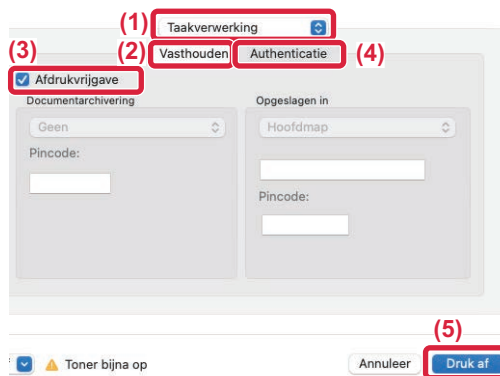 (1) Taakverwerking
(2) Vasthouden Authenticatie (4)
(3)
Afdrukvrijgave
Documentarchivering Opgeslagen in
Geen Hoofdmap
Pincode:
Pincode:
(5)
Toner bijna op Annuleer Druk af